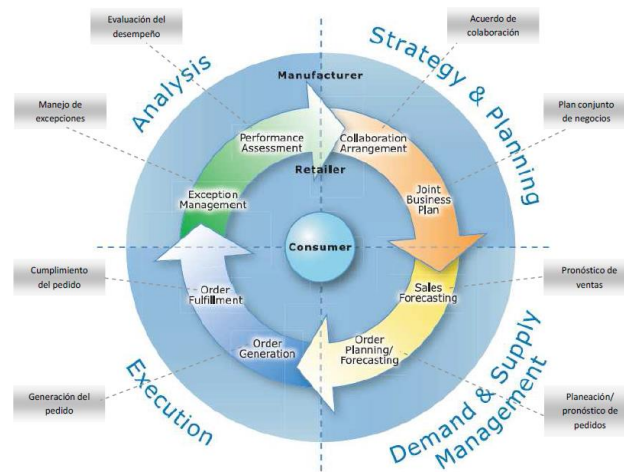 Evaluación del
desempeño
Acuerdo de
colaboración
Analysis
Manufacturer
Strategy & Planning
Manejo de
excepciones
Plan conjunto
de negocios
Performance
Assessment
Collaboration
Arrangement
Retailer
Exception
Management
Joint
Business
Plan
Consumer
Cumplimiento
del pedido
Pronóstico de
ventas
Order
Fulfillment
Sales
Forecasting
Order
Generation
Order
Planning/
Forecasting
Execution
Demand & Supply
Management
Generación del
pedido
Planeación/
pronóstico de
pedidos